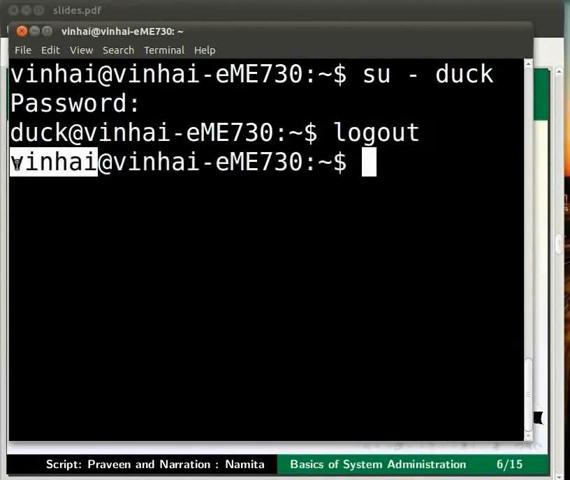 slides.pdf
vinhai@vinhai-eME730: ~
File Edit View Search Terminal Help
vinhai@vinhai-eME730:~$ su - duck
Password:
duck@vinhai-eME730:~$ logout
vinhai@vinhai-eME730:~$
Script: Praveen and Narration : Namita Basics of System Administration 6/15